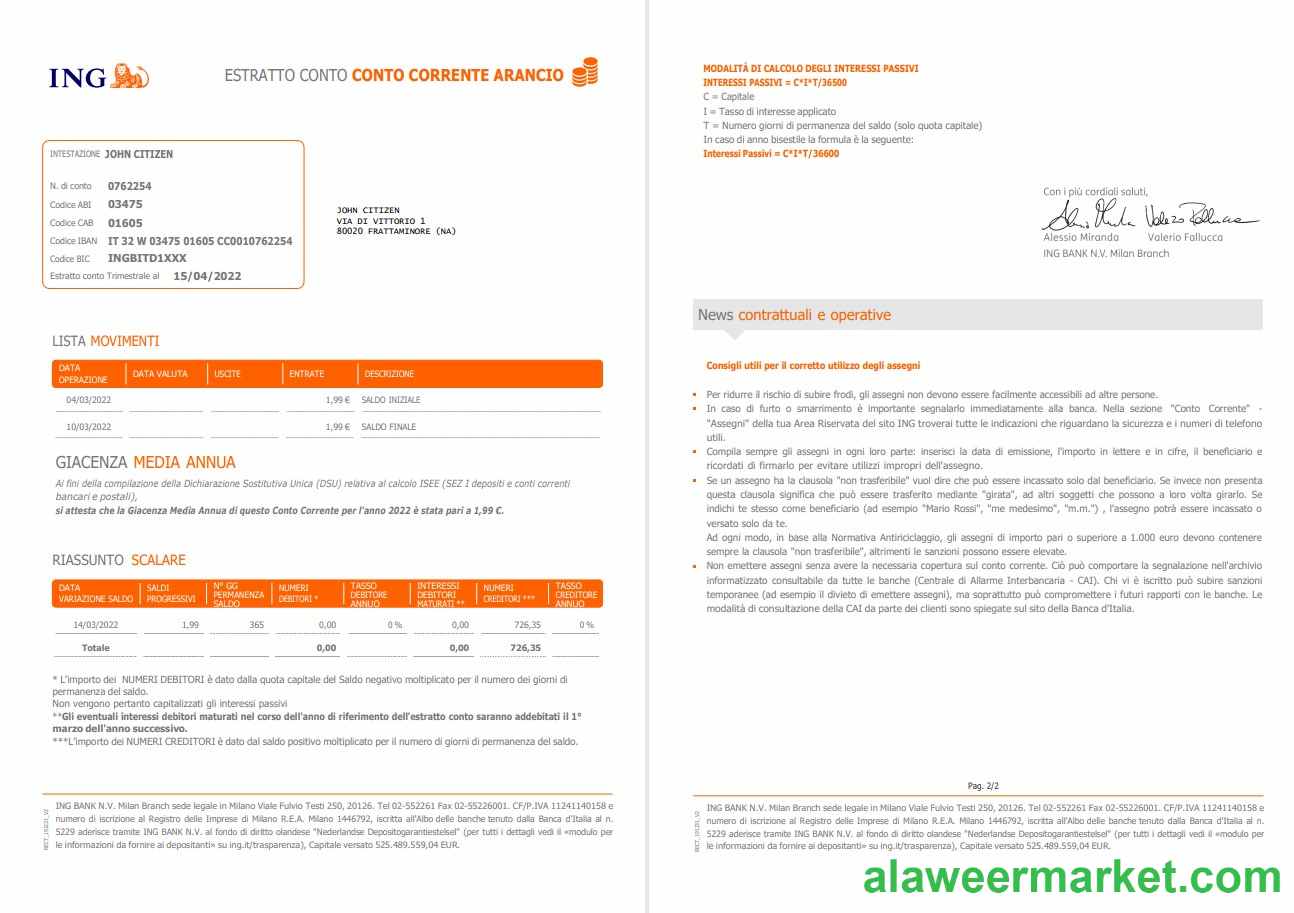 ING
ESTRATTO CONTO CONTO CORRENTE ARANCIO
INTESTAZIONE JOHN CITIZEN
N. di conto 0762254
Codice ABI 03475
Codice CAB 01605
Codice IBAN IT 32 W 03475 01605 CC0010762254
Codice BIC INGBITD1XXX
Estratto conto Trimestrale al 15/04/2022
JOHN CITIZEN
VIA DI VITTORIO 1
80020 FRATTAMINORE (NA)
LISTA MOVIMENTI
DATA OPERAZIONE DATA VALUTA USCITE ENTRATE DESCRIZIONE
04/03/2022 1,99 € SALDO INIZIALE
10/03/2022 1,99 € SALDO FINALE
GIACENZA MEDIA ANNUA
Ai fini della compilazione della Dichiarazione Sostitutiva Unica (DSU) relativa al calcolo ISEE (SEZ.I depositi e conti correnti
bancari e postali),
si attesta che la Giacenza Media Annua di questo Conto Corrente per l'anno 2022 è stata pari a 1,99 €.
RIASSUNTO SCALARE
DATA VARIAZIONE SALDO SALDI PROGRESSIVI N° GG PERMANENZA SALDO NUMERI DEBITORI * TASSO DEBITORE ANNUO INTERESSI DEBITORI MATURATI ** NUMERI CREDITORI *** TASSO CREDITORE ANNUO
14/03/2022 1,99 365 0,00 0 % 0,00 726,35 0 %
Totale 0,00 0,00 726,35
* L'importo dei NUMERI DEBITORI è dato dalla quota capitale del Saldo negativo moltiplicato per il numero dei giorni di
permanenza del saldo.
Non vengono pertanto capitalizzati gli interessi passivi
**Gli eventuali interessi debitori maturati nel corso dell'anno di riferimento dell'estratto conto saranno addebitati il 1°
marzo dell'anno successivo.
***L'importo dei NUMERI CREDITORI è dato dal saldo positivo moltiplicato per il numero di giorni di permanenza del saldo.
ING BANK N.V. Milan Branch sede legale in Milano Viale Fulvio Testi 250, 20126. Tel 02-552261 Fax 02-55226001. CF/P.IVA 11241140158 e
numero di iscrizione al Registro delle Imprese di Milano R.E.A. Milano 1446792, iscritta all'Albo delle banche tenuto dalla Banca d'Italia al n.
5229 aderisce tramite ING BANK N.V. al fondo di diritto olandese "Nederlandse Depositogarantiestelsel" (per tutti i dettagli vedi il «modulo per
le informazioni da fornire ai depositanti» su ing.it/trasparenza), Capitale versato 525.489.559,04 EUR.
MODALITÁ DI CALCOLO DEGLI INTERESSI PASSIVI
INTERESSI PASSIVI = C*I*T/36500
C = Capitale
I = Tasso di interesse applicato
T = Numero giorni di permanenza del saldo (solo quota capitale)
In caso di anno bisestile la formula è la seguente:
Interessi Passivi = C*I*T/36600
Con i più cordiali saluti,
Alessio Miranda Valerio Fallucca
ING BANK N.V. Milan Branch
News contrattuali e operative
Consigli utili per il corretto utilizzo degli assegni
Per ridurre il rischio di subire frodi, gli assegni non devono essere facilmente accessibili ad altre persone.
In caso di furto o smarrimento è importante segnalarlo immediatamente alla banca. Nella sezione "Conto Corrente" -
"Assegni" della tua Area Riservata del sito ING troverai tutte le indicazioni che riguardano la sicurezza e i numeri di telefono
utili.
Compila sempre gli assegni in ogni loro parte: inserisci la data di emissione, l'importo in lettere e in cifre, il beneficiario e
ricordati di firmarlo per evitare utilizzi impropri dell'assegno.
Se un assegno ha la clausola "non trasferibile" vuol dire che può essere incassato solo dal beneficiario. Se invece non presenta
questa clausola significa che può essere trasferito mediante "girata", ad altri soggetti che possono a loro volta girarlo. Se
indichi te stesso come beneficiario (ad esempio "Mario Rossi", "me medesimo", "m.m.") , l'assegno potrà essere incassato o
versato solo da te.
Ad ogni modo, in base alla Normativa Antiriciclaggio, gli assegni di importo pari o superiore a 1.000 euro devono contenere
sempre la clausola "non trasferibile", altrimenti le sanzioni possono essere elevate.
Non emettere assegni senza avere la necessaria copertura sul conto corrente. Ciò può comportare la segnalazione nell'archivio
informatizzato consultabile da tutte le banche (Centrale di Allarme Interbancaria - CAI). Chi vi è iscritto può subire sanzioni
temporanee (ad esempio il divieto di emettere assegni), ma soprattutto può compromettere i futuri rapporti con le banche. Le
modalità di consultazione della CAI da parte dei clienti sono spiegate sul sito della Banca d'Italia.
Pag. 2/2
ING BANK N.V. Milan Branch sede legale in Milano Viale Fulvio Testi 250, 20126. Tel 02-552261 Fax 02-55226001. CF/P.IVA 11241140158 e
numero di iscrizione al Registro delle Imprese di Milano R.E.A. Milano 1446792, iscritta all'Albo delle banche tenuto dalla Banca d'Italia al n.
5229 aderisce tramite ING BANK N.V. al fondo di diritto olandese "Nederlandse Depositogarantiestelsel" (per tutti i dettagli vedi il «modulo per
le informazioni da fornire ai depositanti» su ing.it/trasparenza), Capitale versato 525.489.559,04 EUR.
alaweermarket.com